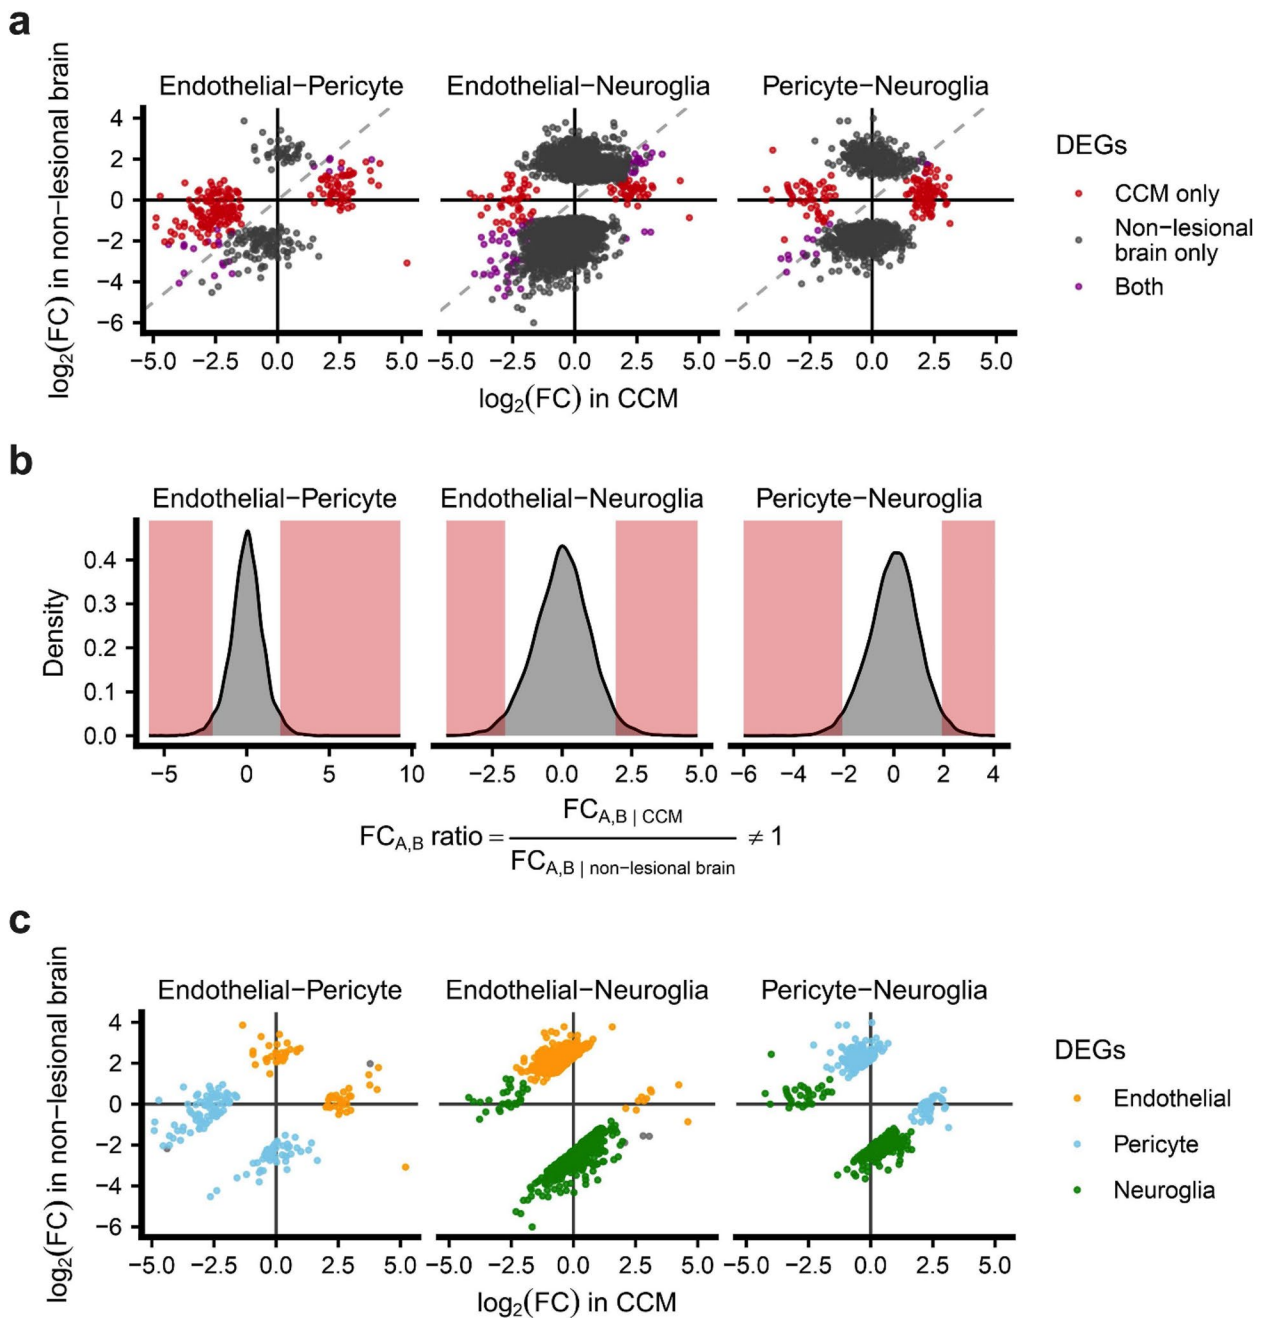 a
Endothelial−Pericyte
Endothelial−Neuroglia
Pericyte−Neuroglia
log2(FC) in non−lesional brain
4
2
0
−2
−4
−6
−5.0 −2.5 0.0 2.5 5.0
−5.0 −2.5 0.0 2.5 5.0
−5.0 −2.5 0.0 2.5 5.0
log₂(FC) in CCM
DEGs
CCM only
Non−lesional
brain only
Both
b
Endothelial−Pericyte
Endothelial−Neuroglia
Pericyte−Neuroglia
Density
0.4
0.3
0.2
0.1
0.0
−5 0 5 10
−2.5 0.0 2.5 5.0
−6 −4 −2 0 2 4
FC A,B | CCM
FC A,B ratio = ≠ 1
FC A,B | non−lesional brain
c
Endothelial−Pericyte
Endothelial−Neuroglia
Pericyte−Neuroglia
log₂(FC) in non−lesional brain
4
2
0
−2
−4
−6
−5.0 −2.5 0.0 2.5 5.0
−5.0 −2.5 0.0 2.5 5.0
−5.0 −2.5 0.0 2.5 5.0
log₂(FC) in CCM
DEGs
Endothelial
Pericyte
Neuroglia